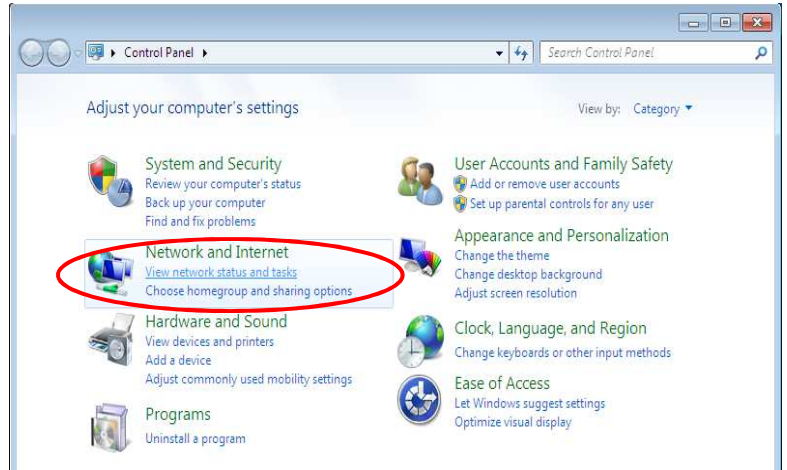 Control Panel
Search Control Panel
Adjust your computer's settings
View by: Category
System and Security
Review your computer's status
Back up your computer
Find and fix problems
Network and Internet
View network status and tasks
Choose homegroup and sharing options
Hardware and Sound
View devices and printers
Add a device
Adjust commonly used mobility settings
Programs
Uninstall a program
User Accounts and Family Safety
Add or remove user accounts
Set up parental controls for any user
Appearance and Personalization
Change the theme
Change desktop background
Adjust screen resolution
Clock, Language, and Region
Change keyboards or other input methods
Ease of Access
Let Windows suggest settings
Optimize visual display